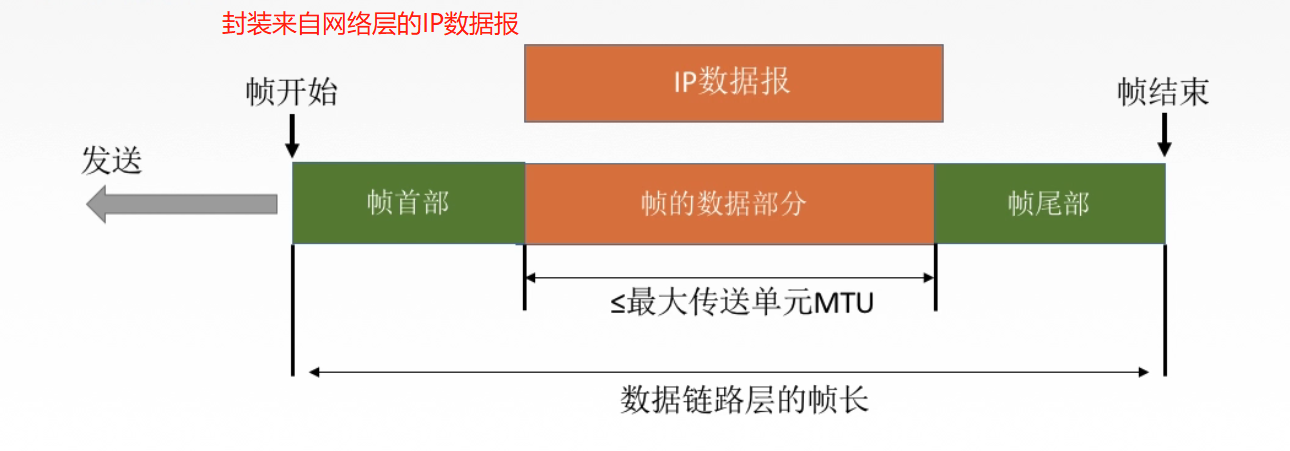 封装来自网络层的IP数据报
IP数据报
帧开始
帧结束
发送
帧首部
帧的数据部分
帧尾部
≤最大传送单元MTU
数据链路层的帧长